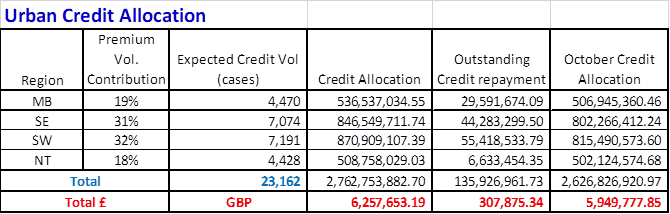 Urban Credit Allocation
Region Premium Vol. Contribution Expected Credit Vol (cases) Credit Allocation Outstanding Credit repayment October Credit Allocation
MB 19% 4,470 536,537,034.55 29,591,674.09 506,945,360.46
SE 31% 7,074 846,549,711.74 44,283,299.50 802,266,412.24
SW 32% 7,191 870,909,107.39 55,418,533.79 815,490,573.60
NT 18% 4,428 508,758,029.03 6,633,454.35 502,124,574.68
Total 23,162 2,762,753,882.70 135,926,961.73 2,626,826,920.97
Total £ GBP 6,257,653.19 307,875.34 5,949,777.85